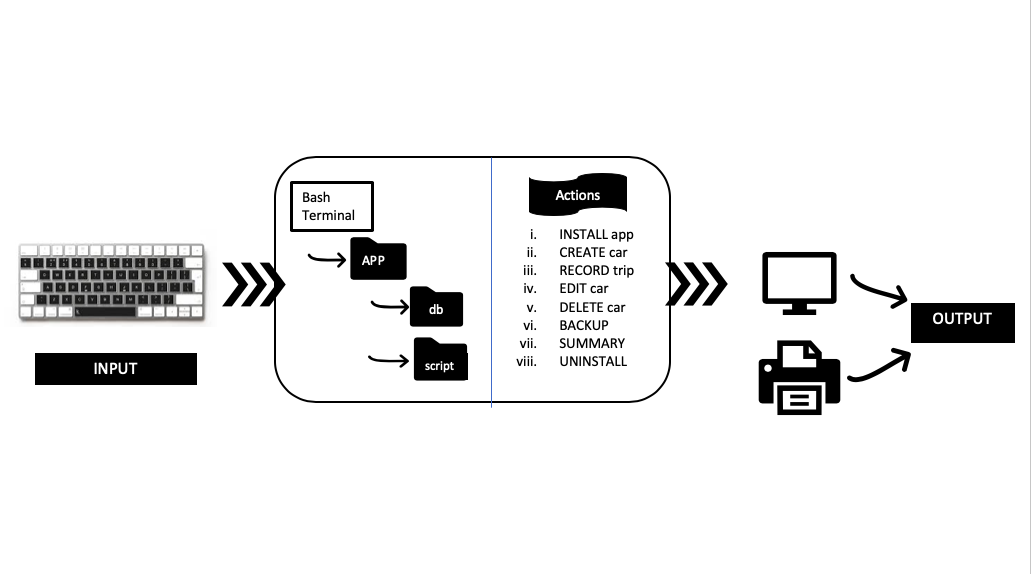 Bash
Terminal
APP
db
script
INPUT
Actions
i. INSTALL app
ii. CREATE car
iii. RECORD trip
iv. EDIT car
v. DELETE car
vi. BACKUP
vii. SUMMARY
viii. UNINSTALL
OUTPUT